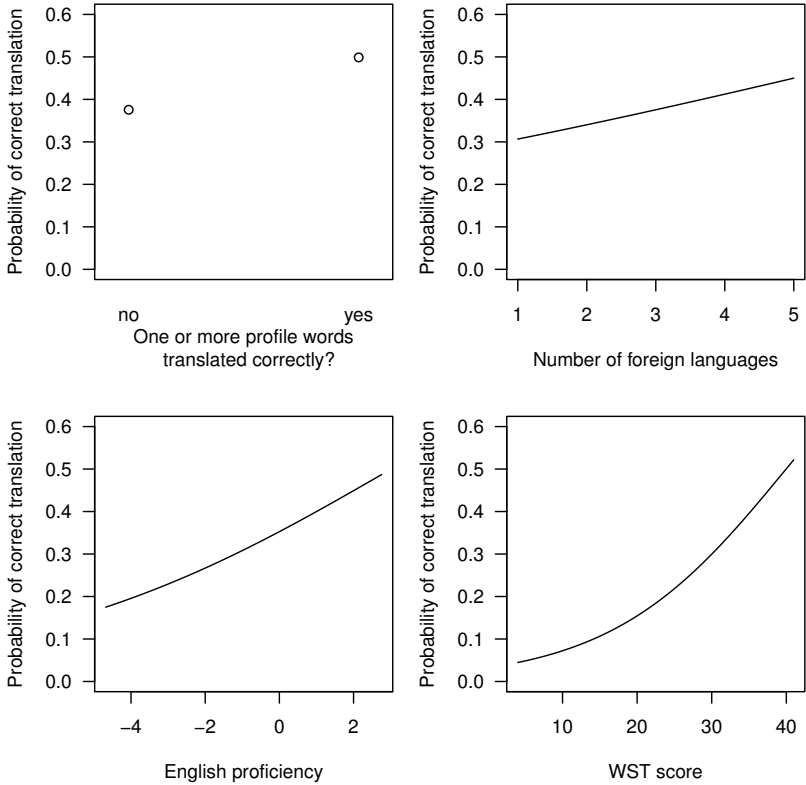 Probability of correct translation
0.6
0.5
0.4
0.3
0.2
0.1
0.0
no yes
One or more profile words
translated correctly?
Probability of correct translation
0.6
0.5
0.4
0.3
0.2
0.1
0.0
1 2 3 4 5
Number of foreign languages
Probability of correct translation
0.6
0.5
0.4
0.3
0.2
0.1
0.0
−4 −2 0 2
English proficiency
Probability of correct translation
0.6
0.5
0.4
0.3
0.2
0.1
0.0
10 20 30 40
WST score